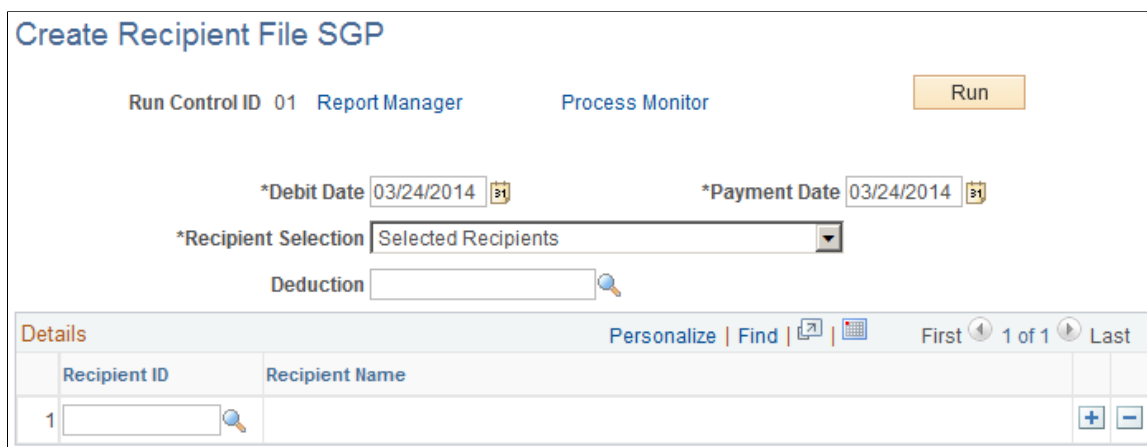 Create Recipient File SGP
Run Control ID 01 Report Manager Process Monitor Run
*Debit Date 03/24/2014 31 *Payment Date 03/24/2014 31
*Recipient Selection Selected Recipients
Deduction
Details Personalize | Find | | First 1 of 1 Last
Recipient ID Recipient Name
1